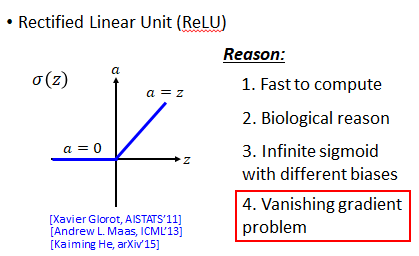 • Rectified Linear Unit (ReLU)
Reason:
σ(z)
a
a = z
a = 0
z
1. Fast to compute
2. Biological reason
3. Infinite sigmoid
with different biases
4. Vanishing gradient
problem
[Xavier Glorot, AISTATS'11]
[Andrew L. Maas, ICML'13]
[Kaiming He, arXiv'15]